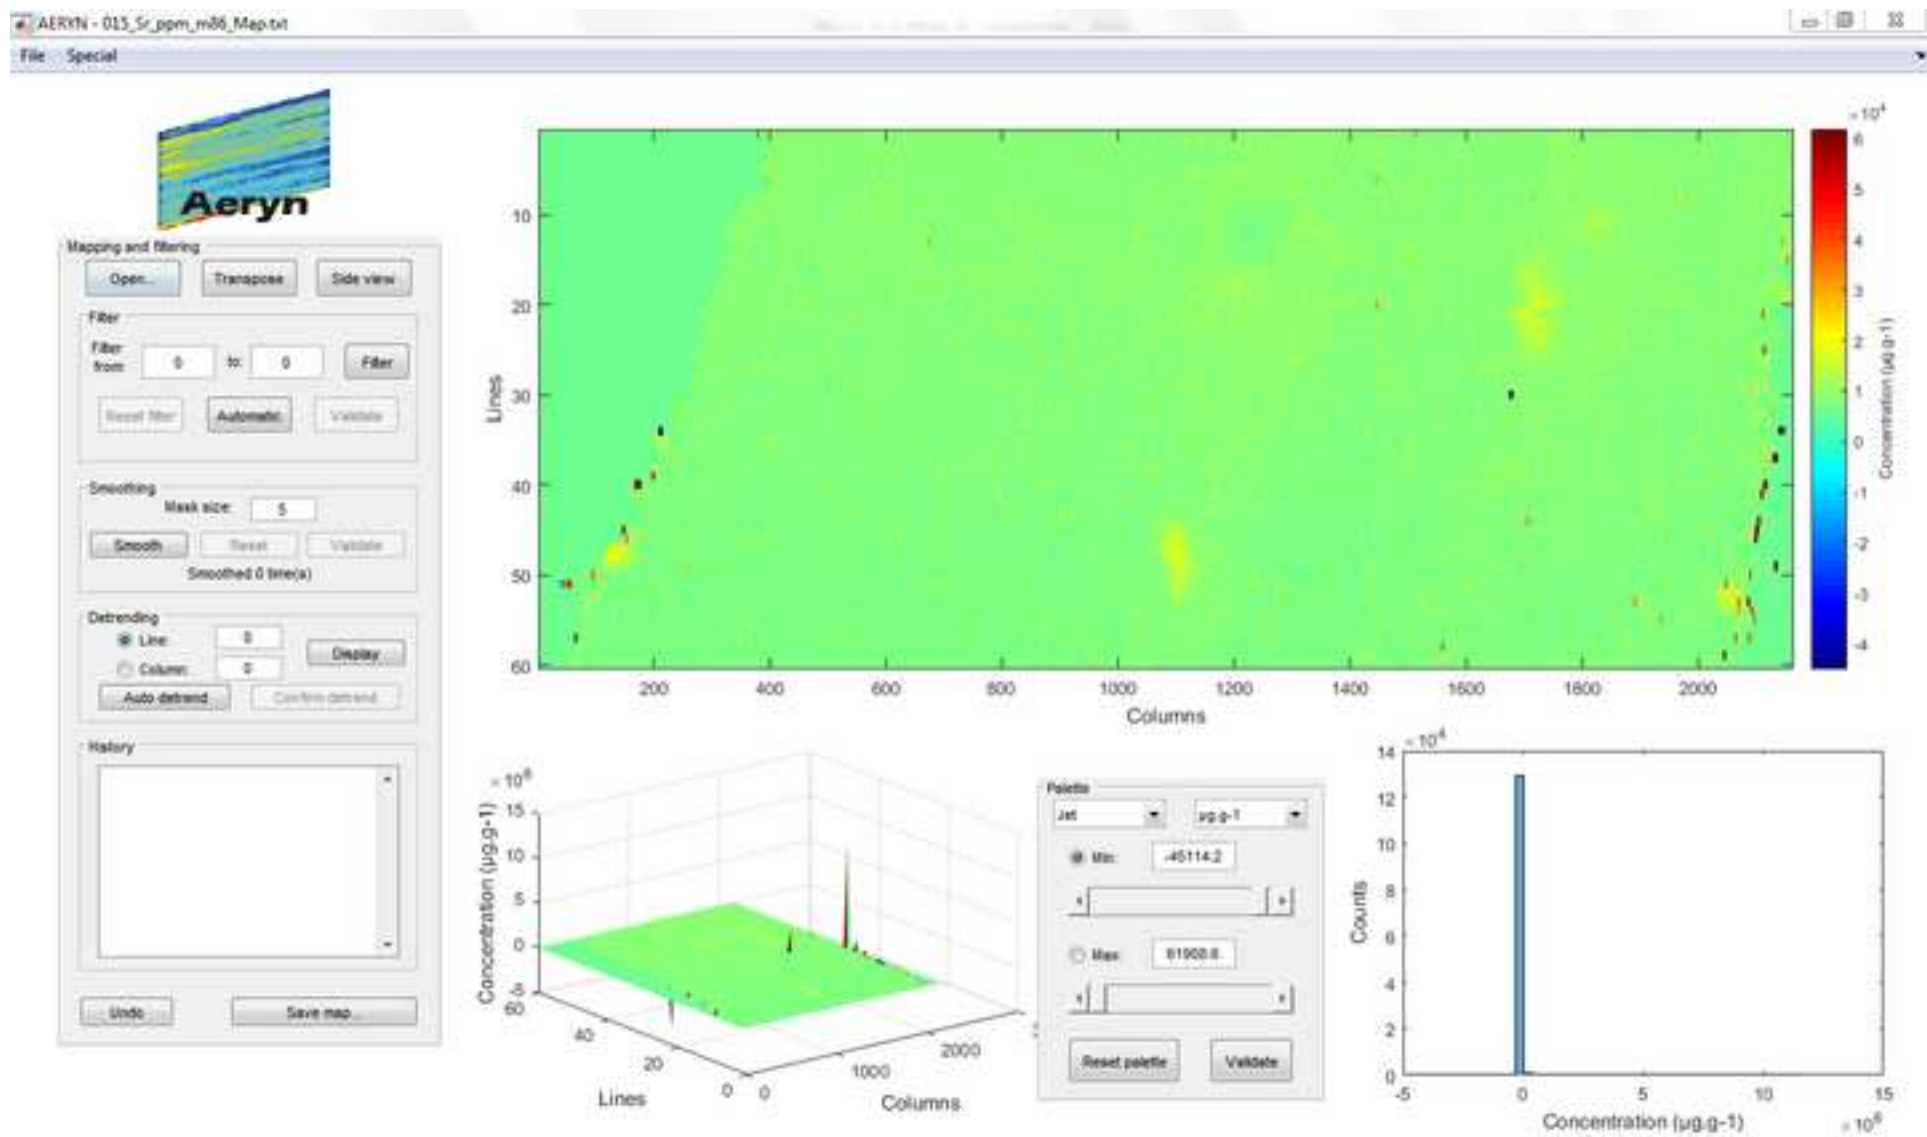 AERYN - 015_Sr_ppm_m86_Map.txt
File Special
Aeryn
Mapping and filtering
Open... Transpose Side view
Filter
Filter from: 0 to: 0 Filter
Reset filter Automatic Validate
Smoothing
Mask size: 5
Smooth Reset Validate
Smoothed 0 time(s)
Detrending
Line: 0
Display
Column: 0
Auto detrend Confirm detrend
History
Undo Save map...
Lines
10
20
30
40
50
60
200 400 600 800 1000 1200 1400 1600 1800 2000
Columns
×10^4
6
5
4
3
2
1
0
-1
-2
-3
-4
Concentration (µg.g-1)
×10^6
15
10
5
0
-5
Concentration (µg.g-1)
60
40
20
0
Lines
0
1000
2000
Columns
Palette
Jet µg.g-1
Min: -45114.2
Max:
Reset palette Validate
×10^4
14
12
10
8
6
4
2
0
Counts
-5 0 5 10 15
Concentration (µg.g-1)
×10^6